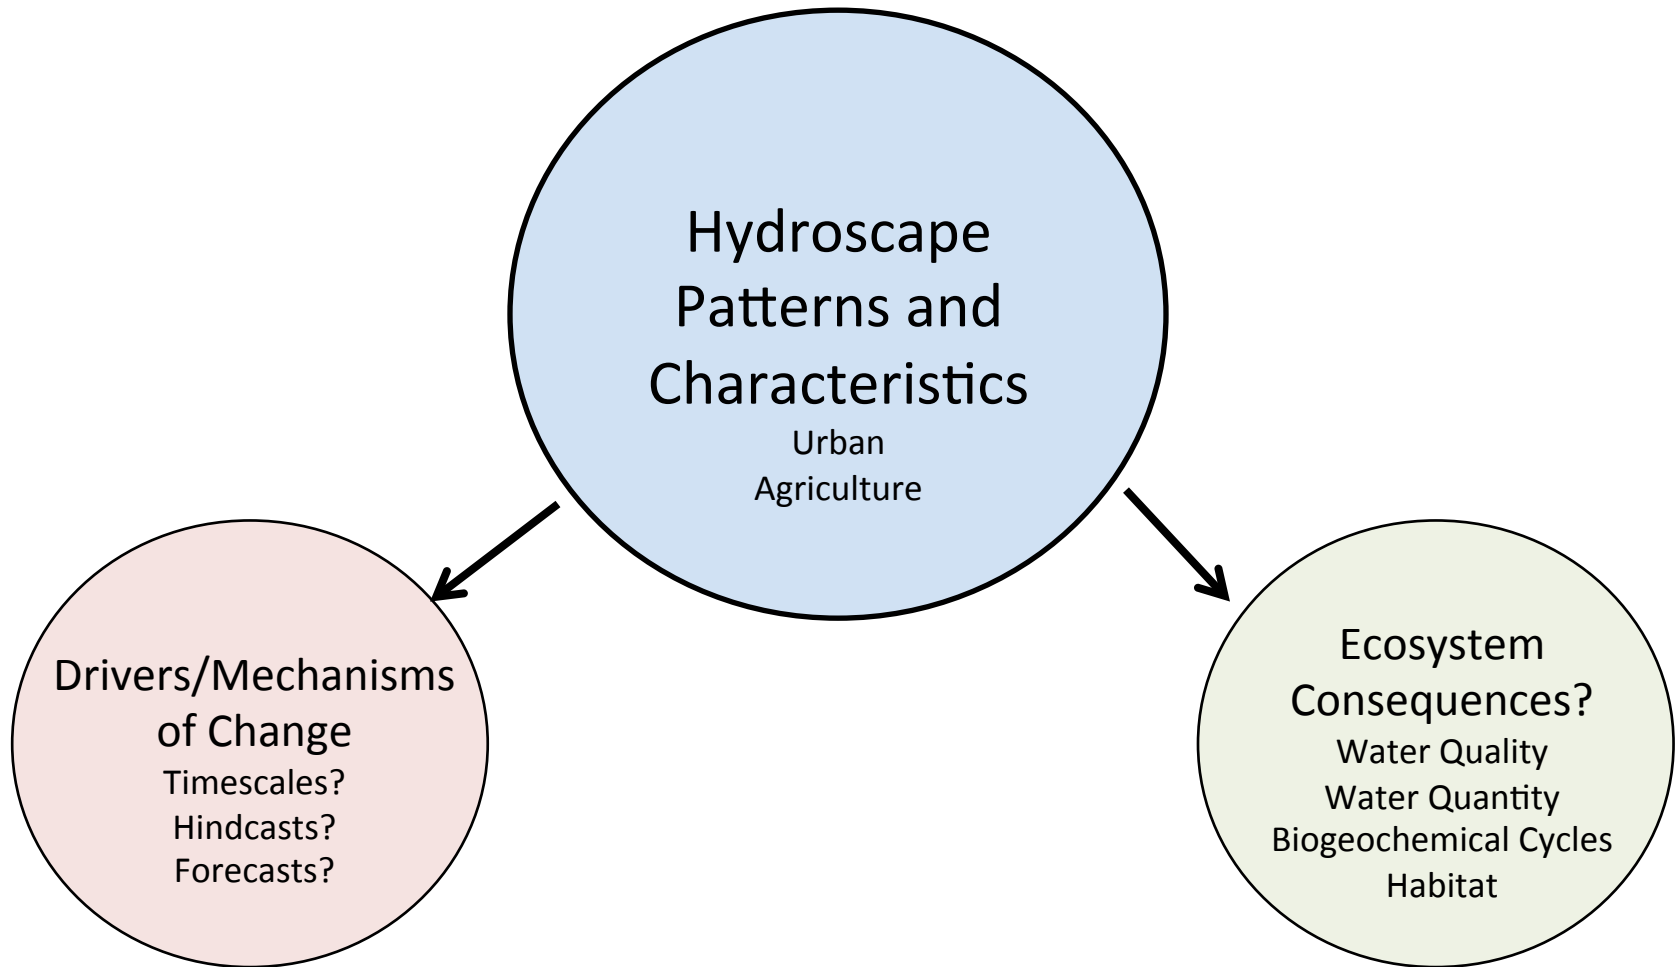 Hydroscape
Patterns and
Characteristics
Urban
Agriculture
Drivers/Mechanisms
of Change
Timescales?
Hindcasts?
Forecasts?
Ecosystem
Consequences?
Water Quality
Water Quantity
Biogeochemical Cycles
Habitat